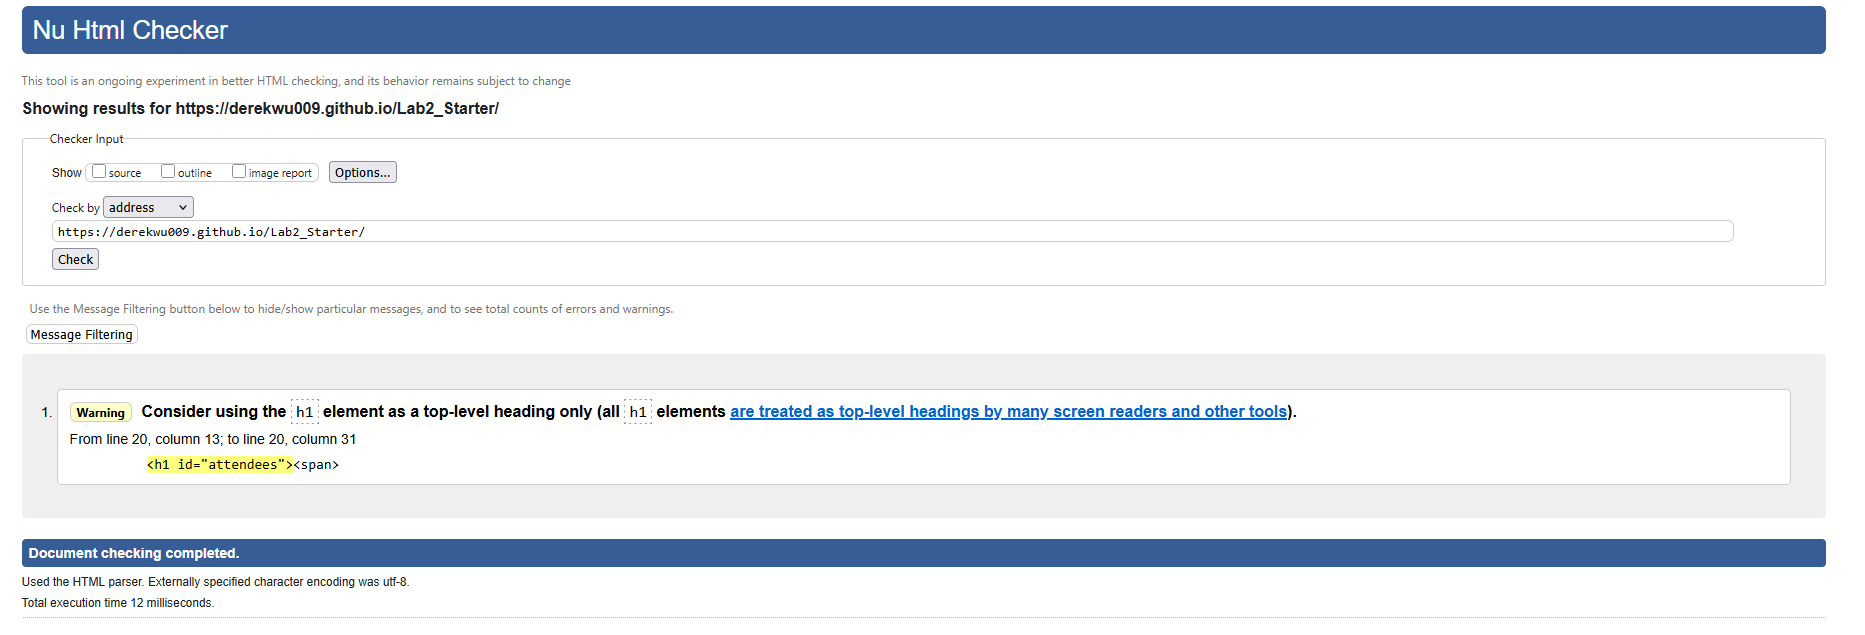 Nu Html Checker
This tool is an ongoing experiment in better HTML checking, and its behavior remains subject to change
Showing results for https://derekwu009.github.io/Lab2_Starter/
Checker Input
Show source outline image report Options...
Check by address
https://derekwu009.github.io/Lab2_Starter/
Check
Use the Message Filtering button below to hide/show particular messages, and to see total counts of errors and warnings.
Message Filtering
1. Warning Consider using the h1 element as a top-level heading only (all h1 elements are treated as top-level headings by many screen readers and other tools).
From line 20, column 13; to line 20, column 31
<h1 id="attendees"><span>
Document checking completed.
Used the HTML parser. Externally specified character encoding was utf-8.
Total execution time 12 milliseconds.